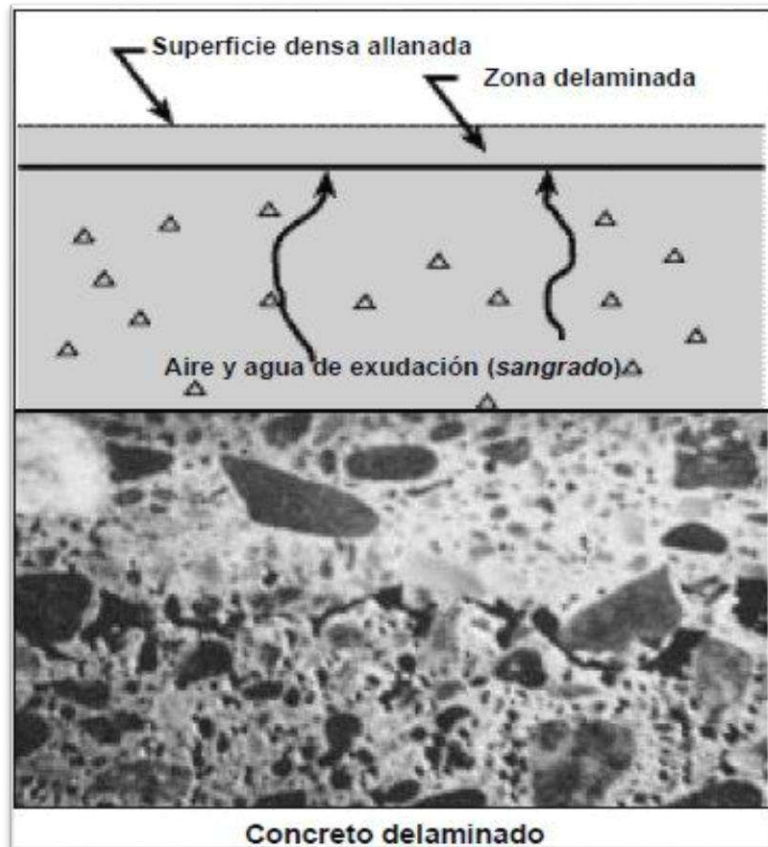 Superficie densa allanada
Zona delaminada
Aire y agua de exudación (sangrado)
Concreto delaminado